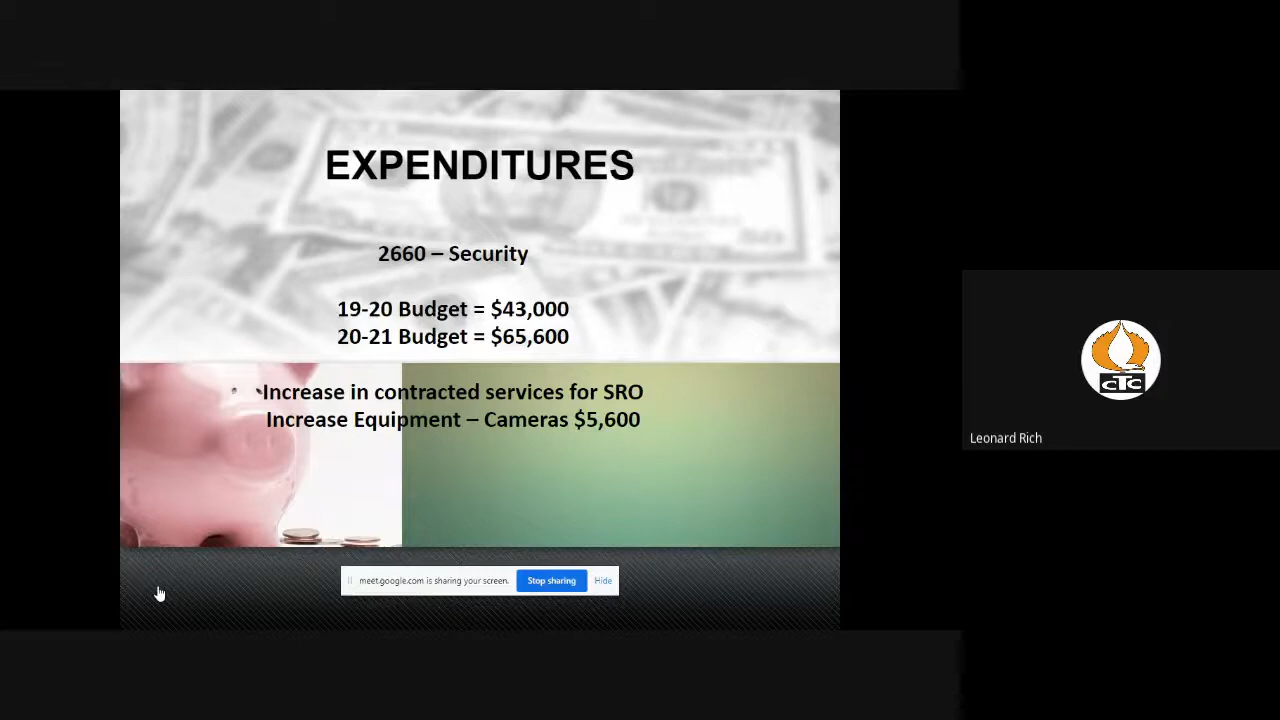 EXPENDITURES
2660 – Security
19-20 Budget = $43,000
20-21 Budget = $65,600
Increase in contracted services for SRO
Increase Equipment – Cameras $5,600
meet.google.com is sharing your screen. Stop sharing Hide
CTC
Leonard Rich